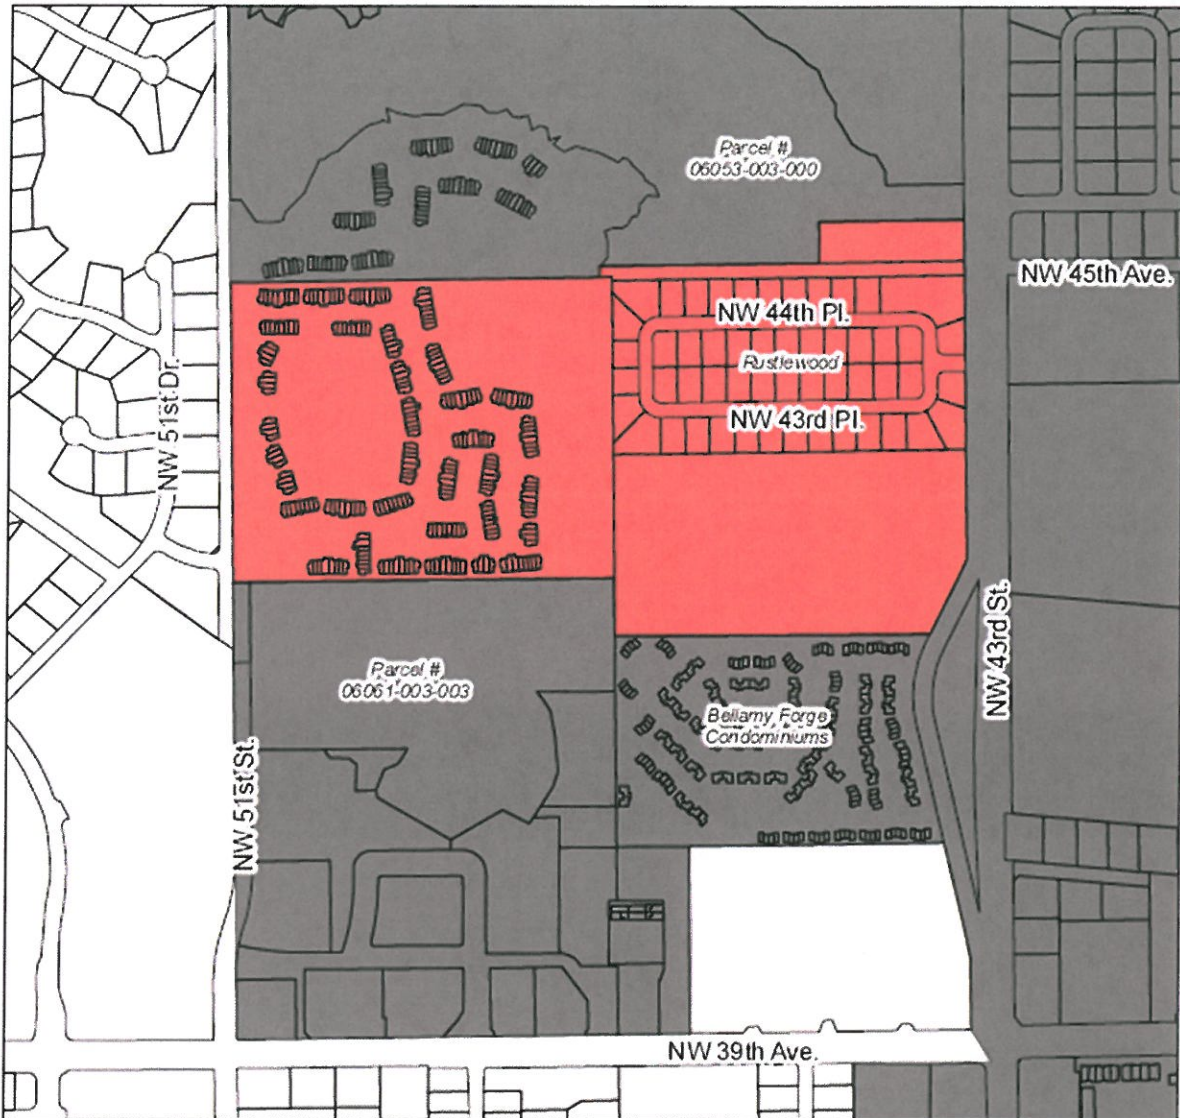 Parcel #
06053-003-000
NW 45th Ave.
NW 44th Pl.
Rustlewood
NW 43rd Pl.
NW 51st Dr.
NW 43rd St.
Parcel #
06061-003-003
Bellamy Forge
Condominiums
NW 51st St.
NW 39th Ave.